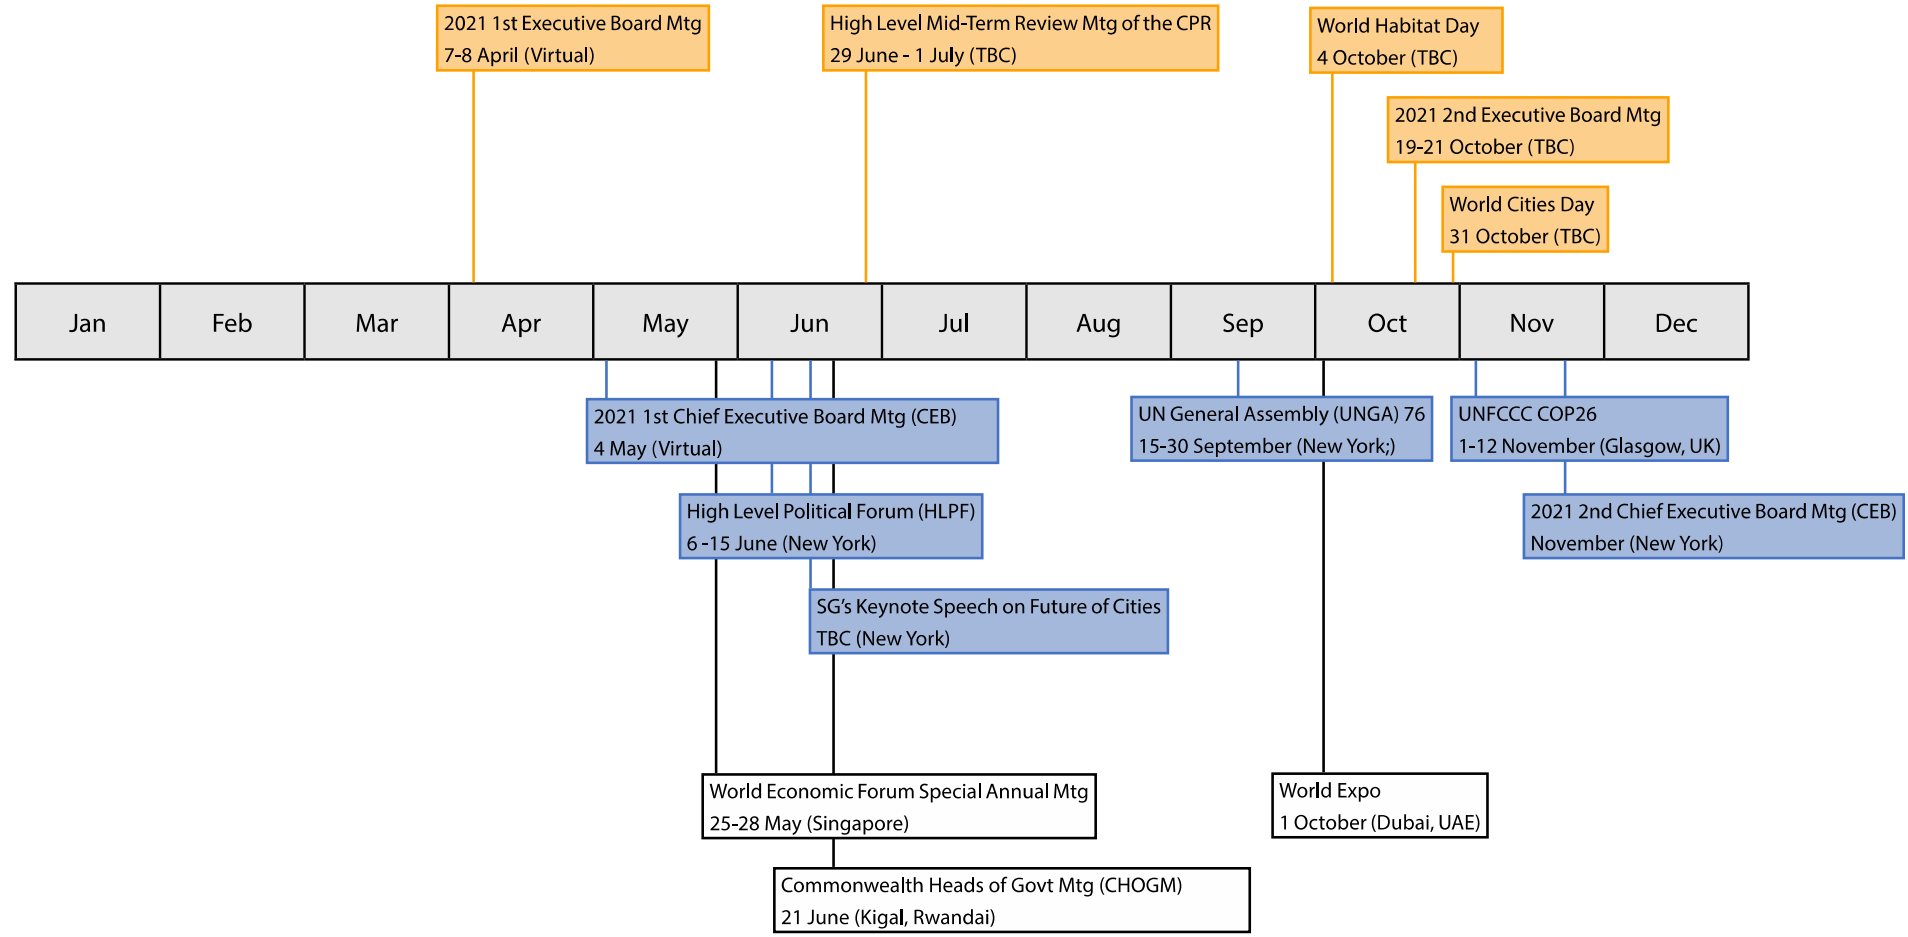 2021 1st Executive Board Mtg
7-8 April (Virtual)
High Level Mid-Term Review Mtg of the CPR
29 June - 1 July (TBC)
World Habitat Day
4 October (TBC)
2021 2nd Executive Board Mtg
19-21 October (TBC)
World Cities Day
31 October (TBC)
Jan
Feb
Mar
Apr
May
Jun
Jul
Aug
Sep
Oct
Nov
Dec
2021 1st Chief Executive Board Mtg (CEB)
4 May (Virtual)
UN General Assembly (UNGA) 76
15-30 September (New York;)
UNFCCC COP26
1-12 November (Glasgow, UK)
High Level Political Forum (HLPF)
6 -15 June (New York)
2021 2nd Chief Executive Board Mtg (CEB)
November (New York)
SG's Keynote Speech on Future of Cities
TBC (New York)
World Economic Forum Special Annual Mtg
25-28 May (Singapore)
World Expo
1 October (Dubai, UAE)
Commonwealth Heads of Govt Mtg (CHOGM)
21 June (Kigal, Rwandai)